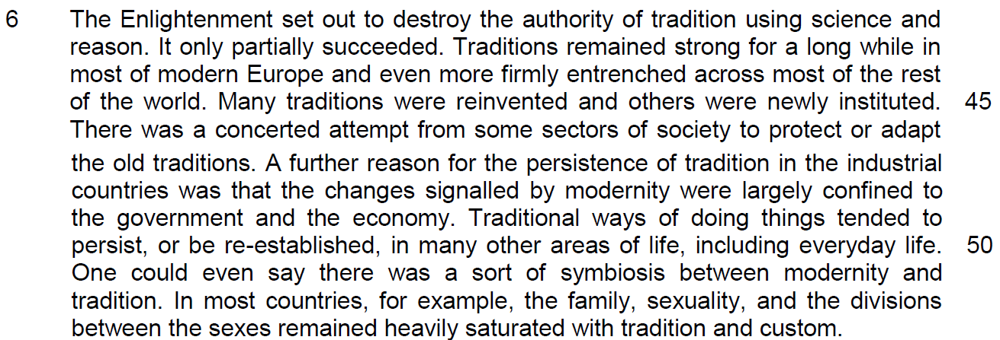 6 The Enlightenment set out to destroy the authority of tradition using science and
reason. It only partially succeeded. Traditions remained strong for a long while in
most of modern Europe and even more firmly entrenched across most of the rest
of the world. Many traditions were reinvented and others were newly instituted. 45
There was a concerted attempt from some sectors of society to protect or adapt
the old traditions. A further reason for the persistence of tradition in the industrial
countries was that the changes signalled by modernity were largely confined to
the government and the economy. Traditional ways of doing things tended to
persist, or be re-established, in many other areas of life, including everyday life. 50
One could even say there was a sort of symbiosis between modernity and
tradition. In most countries, for example, the family, sexuality, and the divisions
between the sexes remained heavily saturated with tradition and custom.